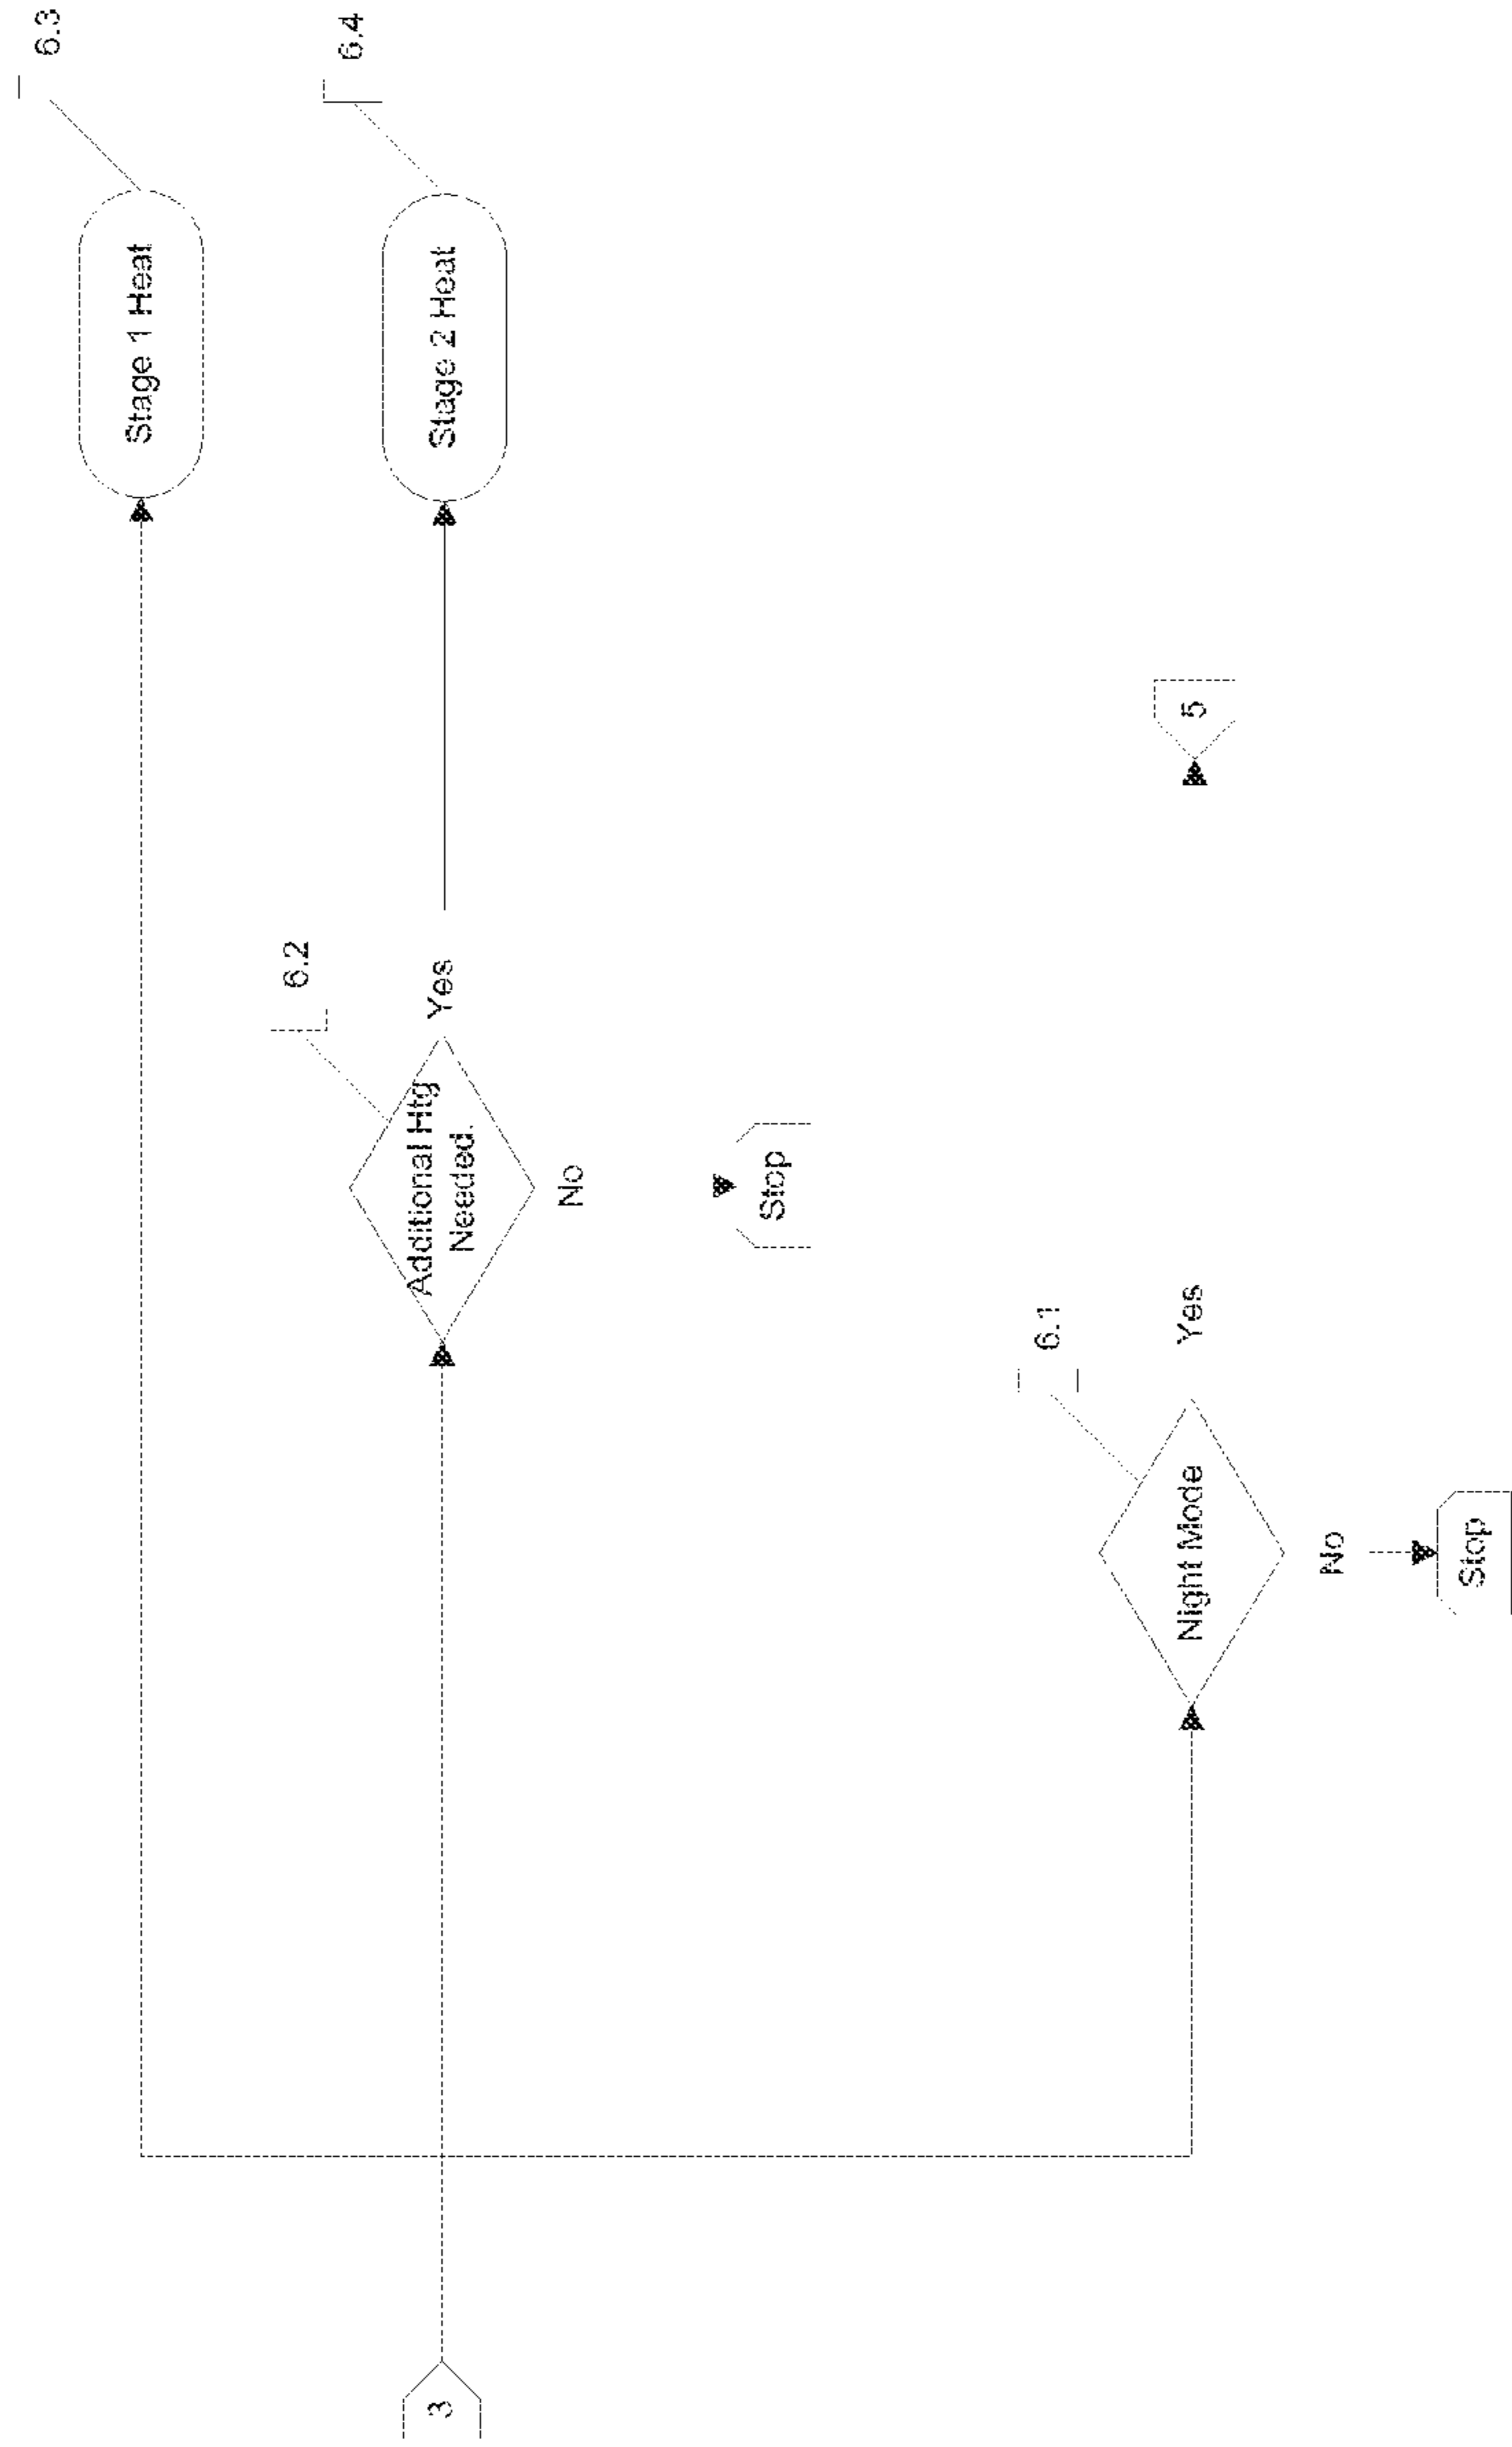 6.3
Stage 1 Heat
6.4
Stage 2 Heat
6.2
Additional Htg
Needed.
Yes
No
Stop
3
5
6.1
Night Mode
Yes
No
Stop